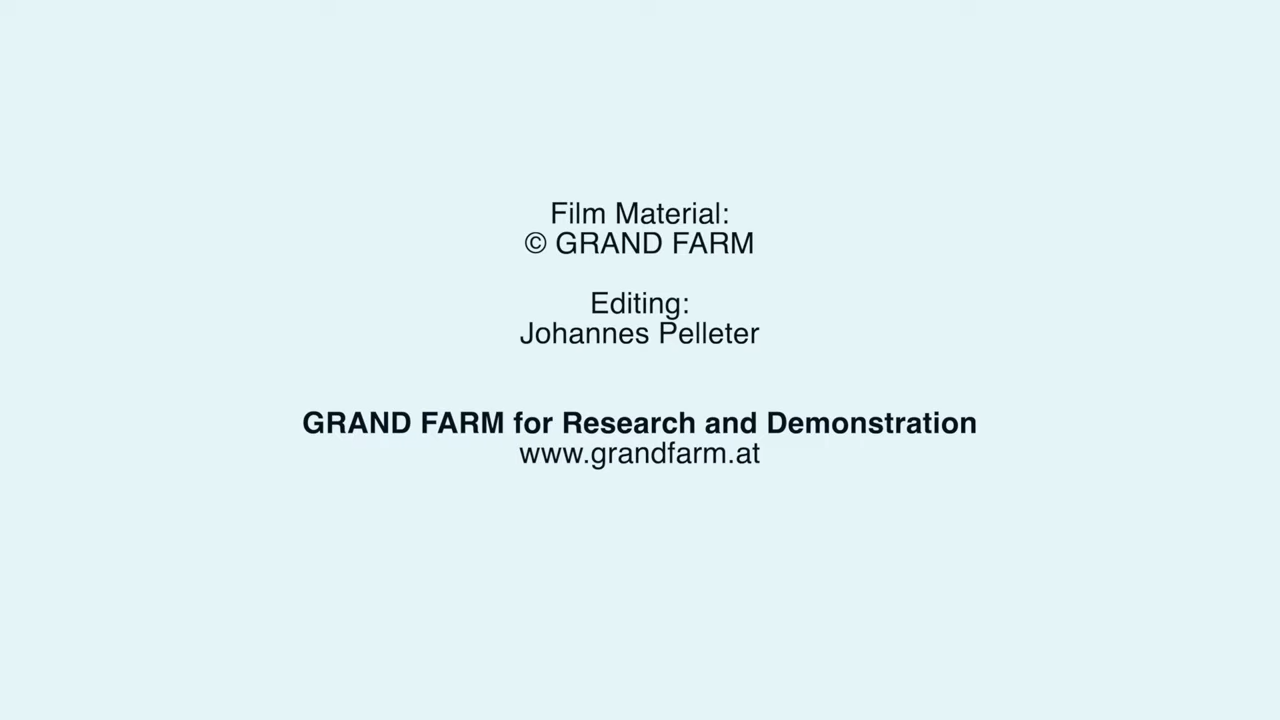 Film Material:
© GRAND FARM
Editing:
Johannes Pelleter
GRAND FARM for Research and Demonstration
www.grandfarm.at